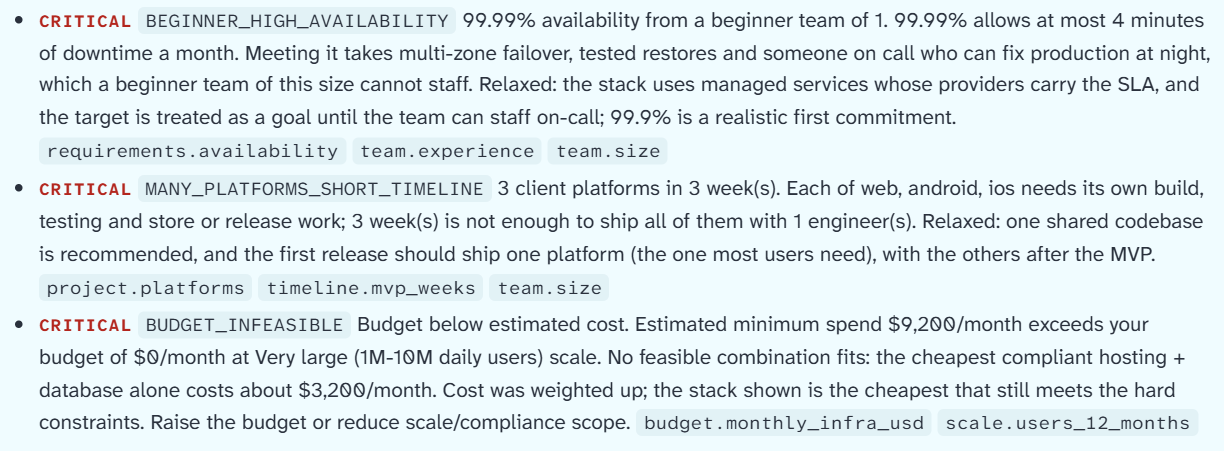 • CRITICAL BEGINNER_HIGH_AVAILABILITY 99.99% availability from a beginner team of 1. 99.99% allows at most 4 minutes
of downtime a month. Meeting it takes multi-zone failover, tested restores and someone on call who can fix production at night,
which a beginner team of this size cannot staff. Relaxed: the stack uses managed services whose providers carry the SLA, and
the target is treated as a goal until the team can staff on-call; 99.9% is a realistic first commitment.
requirements.availability team.experience team.size
• CRITICAL MANY_PLATFORMS_SHORT_TIMELINE 3 client platforms in 3 week(s). Each of web, android, ios needs its own build,
testing and store or release work; 3 week(s) is not enough to ship all of them with 1 engineer(s). Relaxed: one shared codebase
is recommended, and the first release should ship one platform (the one most users need), with the others after the MVP.
project.platforms timeline.mvp_weeks team.size
• CRITICAL BUDGET_INFEASIBLE Budget below estimated cost. Estimated minimum spend $9,200/month exceeds your
budget of $0/month at Very large (1M-10M daily users) scale. No feasible combination fits: the cheapest compliant hosting +
database alone costs about $3,200/month. Cost was weighted up; the stack shown is the cheapest that still meets the hard
constraints. Raise the budget or reduce scale/compliance scope. budget.monthly_infra_usd scale.users_12_months